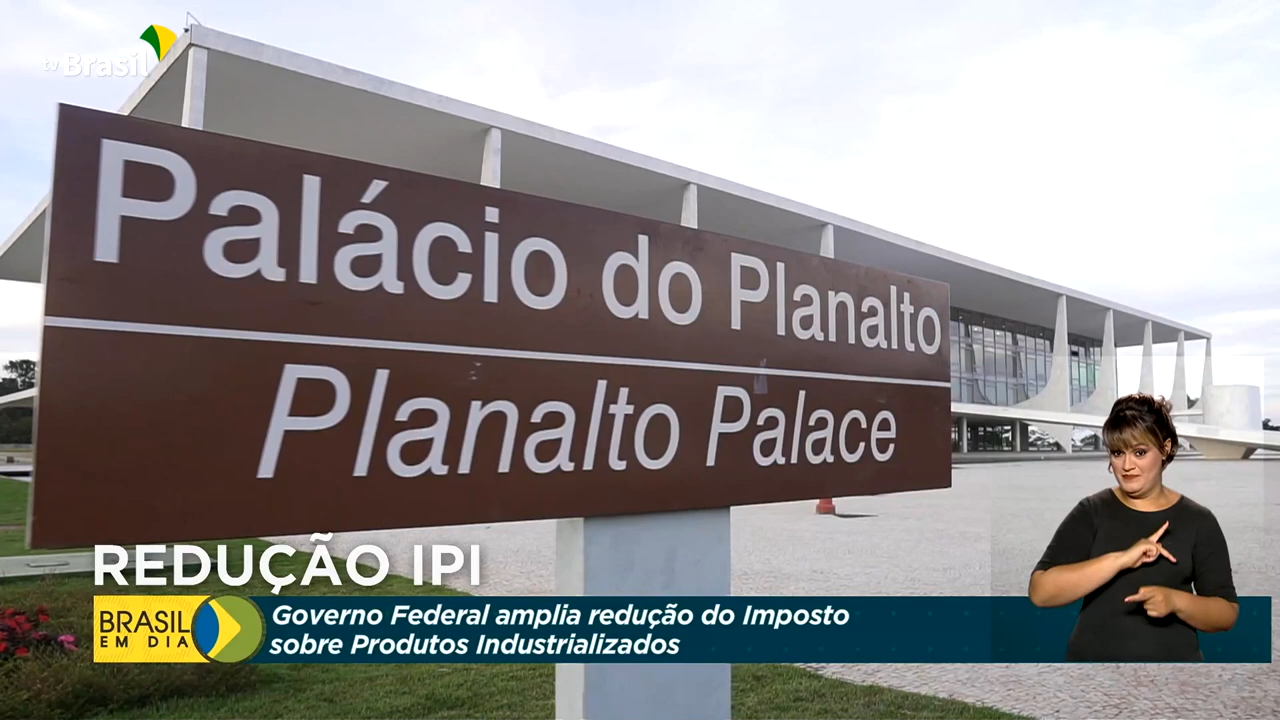 tv Brasil
Palácio do Planalto
Planalto Palace
REDUÇÃO IPI
BRASIL
EM DIA
Governo Federal amplia redução do Imposto
sobre Produtos Industrializados